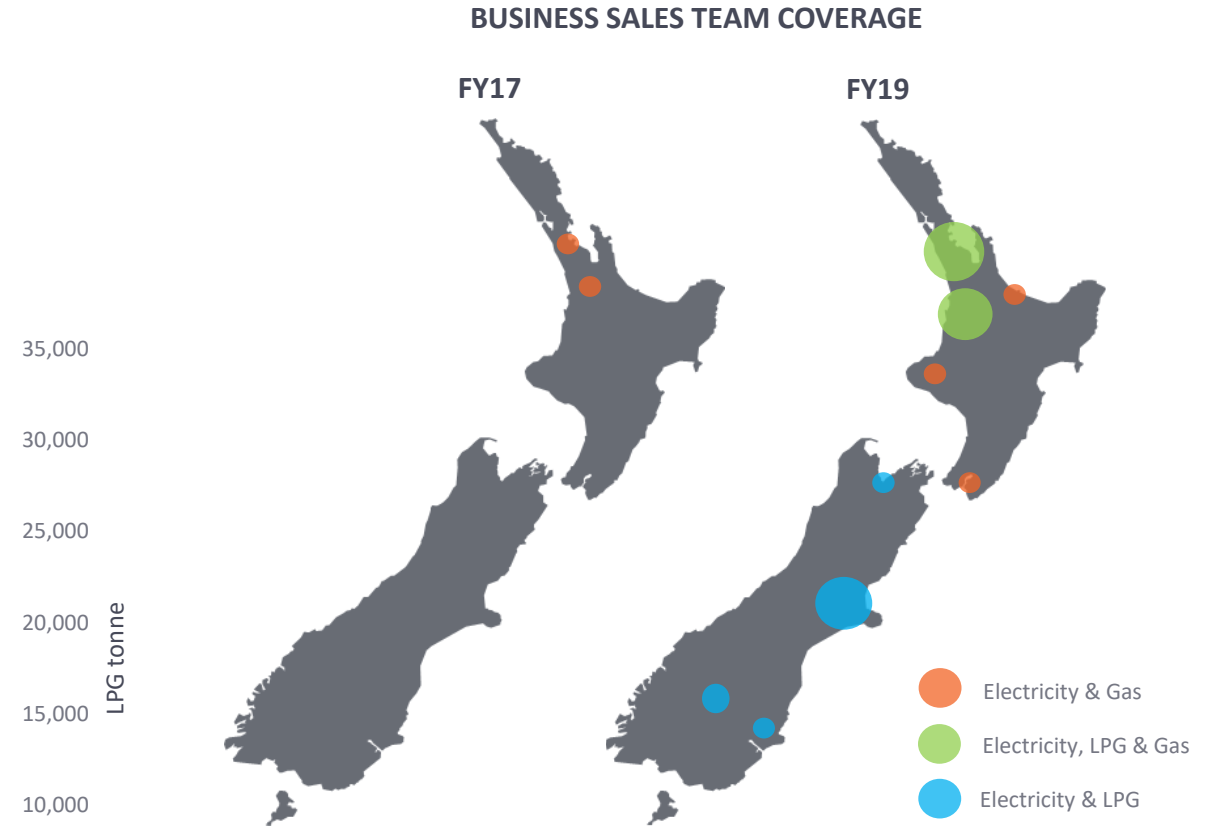 BUSINESS SALES TEAM COVERAGE
FY17
FY19
35,000
30,000
25,000
20,000
15,000
10,000
LPG tonne
Electricity & Gas
Electricity, LPG & Gas
Electricity & LPG